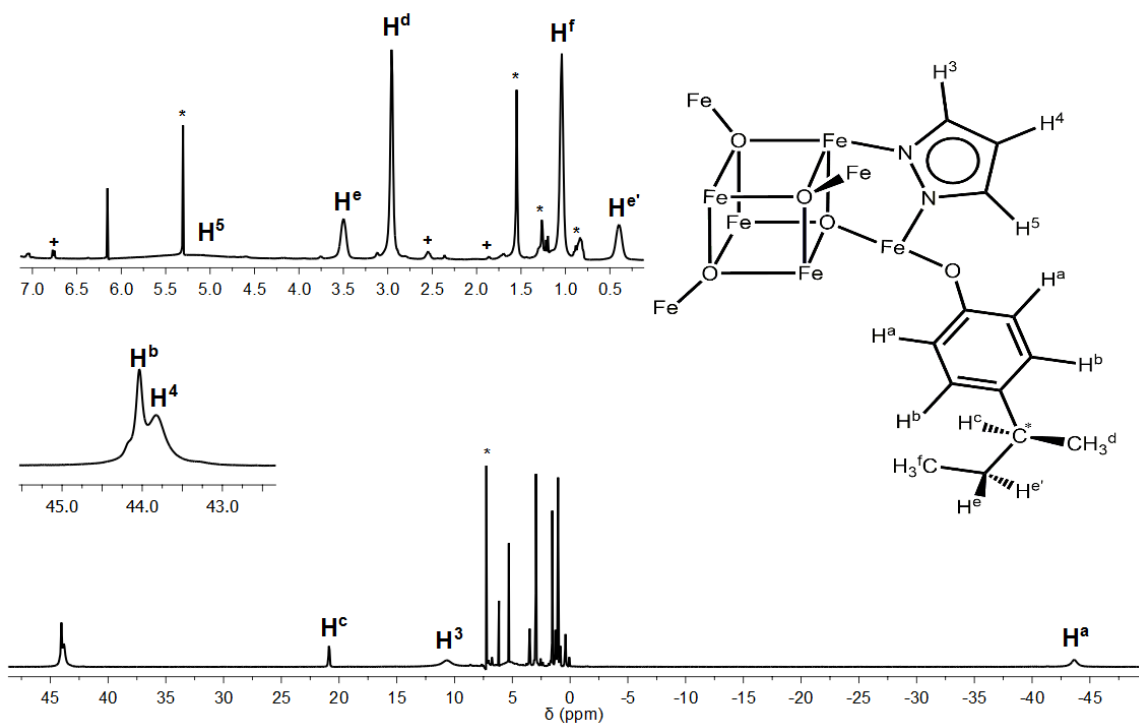 Hᵈ
Hᶠ
*
*
Hᵉ
Hᵉ'
*
*
H⁵
+
+
+
7.0 6.5 6.0 5.5 5.0 4.5 4.0 3.5 3.0 2.5 2.0 1.5 1.0 0.5
H³
H⁴
H⁵
Fe
O
Fe
N
Fe
Fe
O
N
Fe
O
Fe
O
Fe
O
Fe
Fe
Hᵃ
Hᵃ
Hᵇ
Hᵇ
Hᶜ
C*
CH₃ᵈ
H₃ᶠC
C
Hᵉ
Hᵉ'
Hᵇ
H⁴
45.0 44.0 43.0
*
Hᶜ
H³
Hᵃ
45 40 35 30 25 20 15 10 5 0 -5 -10 -15 -20 -25 -30 -35 -40 -45
δ (ppm)